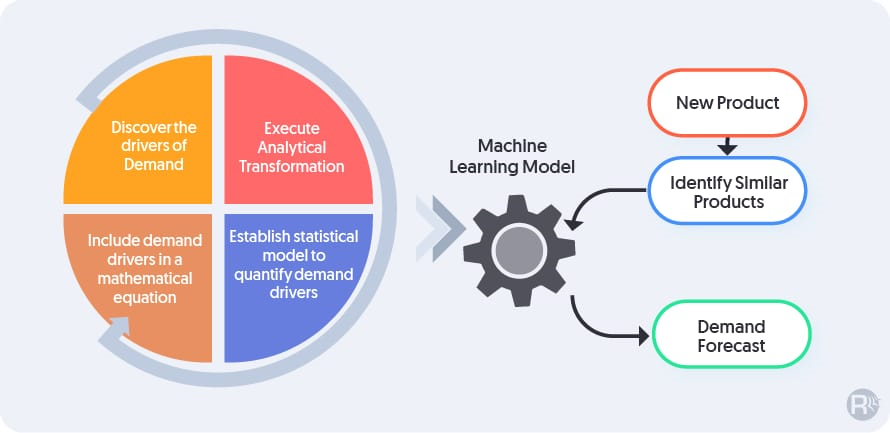 Discover the
drivers of
Demand
Execute
Analytical
Transformation
Include demand
drivers in a
mathematical
equation
Establish statistical
model to
quantify demand
drivers
Machine
Learning Model
New Product
Identify Similar
Products
Demand
Forecast
R